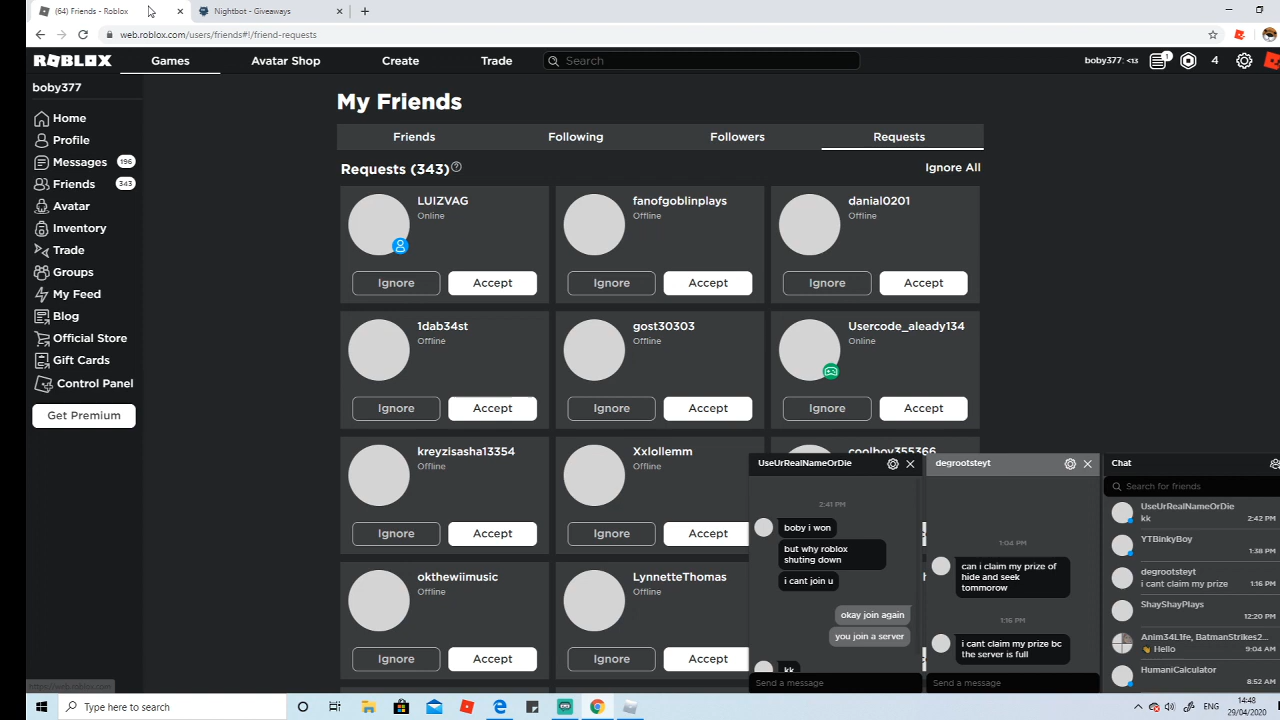 (64) Friends - Roblox
Nightbot - Giveaways
web.roblox.com/users/friends#!/friend-requests
ROBLOX
Games
Avatar Shop
Create
Trade
Search
boby377: <13
1
4
boby377
Home
Profile
Messages 196
Friends 343
Avatar
Inventory
Trade
Groups
My Feed
Blog
Official Store
Gift Cards
Control Panel
Get Premium
https://web.roblox.com
My Friends
Friends
Following
Followers
Requests
Requests (343)
Ignore All
LUIZVAG
Online
Ignore
Accept
fanofgoblinplays
Offline
Ignore
Accept
danial0201
Offline
Ignore
Accept
1dab34st
Offline
Ignore
Accept
gost30303
Offline
Ignore
Accept
Usercode_aleady134
Online
Ignore
Accept
kreyzisasha13354
Offline
Ignore
Accept
Xxlollemm
Offline
Ignore
Accept
coolboy355366
okthewiimusic
Offline
Ignore
Accept
LynnetteThomas
Offline
Ignore
Accept
UseUrRealNameOrDie
2:41 PM
boby i won
but why roblox
shuting down
i cant join u
okay join again
you join a server
kk
Send a message
degrootsteyt
1:04 PM
can i claim my prize of
hide and seek
tommorow
1:16 PM
i cant claim my prize bc
the server is full
Send a message
Chat
Search for friends
UseUrRealNameOrDie
kk 2:42 PM
YTBinkyBoy
1:38 PM
degrootsteyt
i cant claim my prize 1:16 PM
ShayShayPlays
12:20 PM
Anim34L1fe, BatmanStrikes2...
👋 Hello 9:04 AM
HumaniCalculator
8:52 AM
Type here to search
14:48
29/04/2020